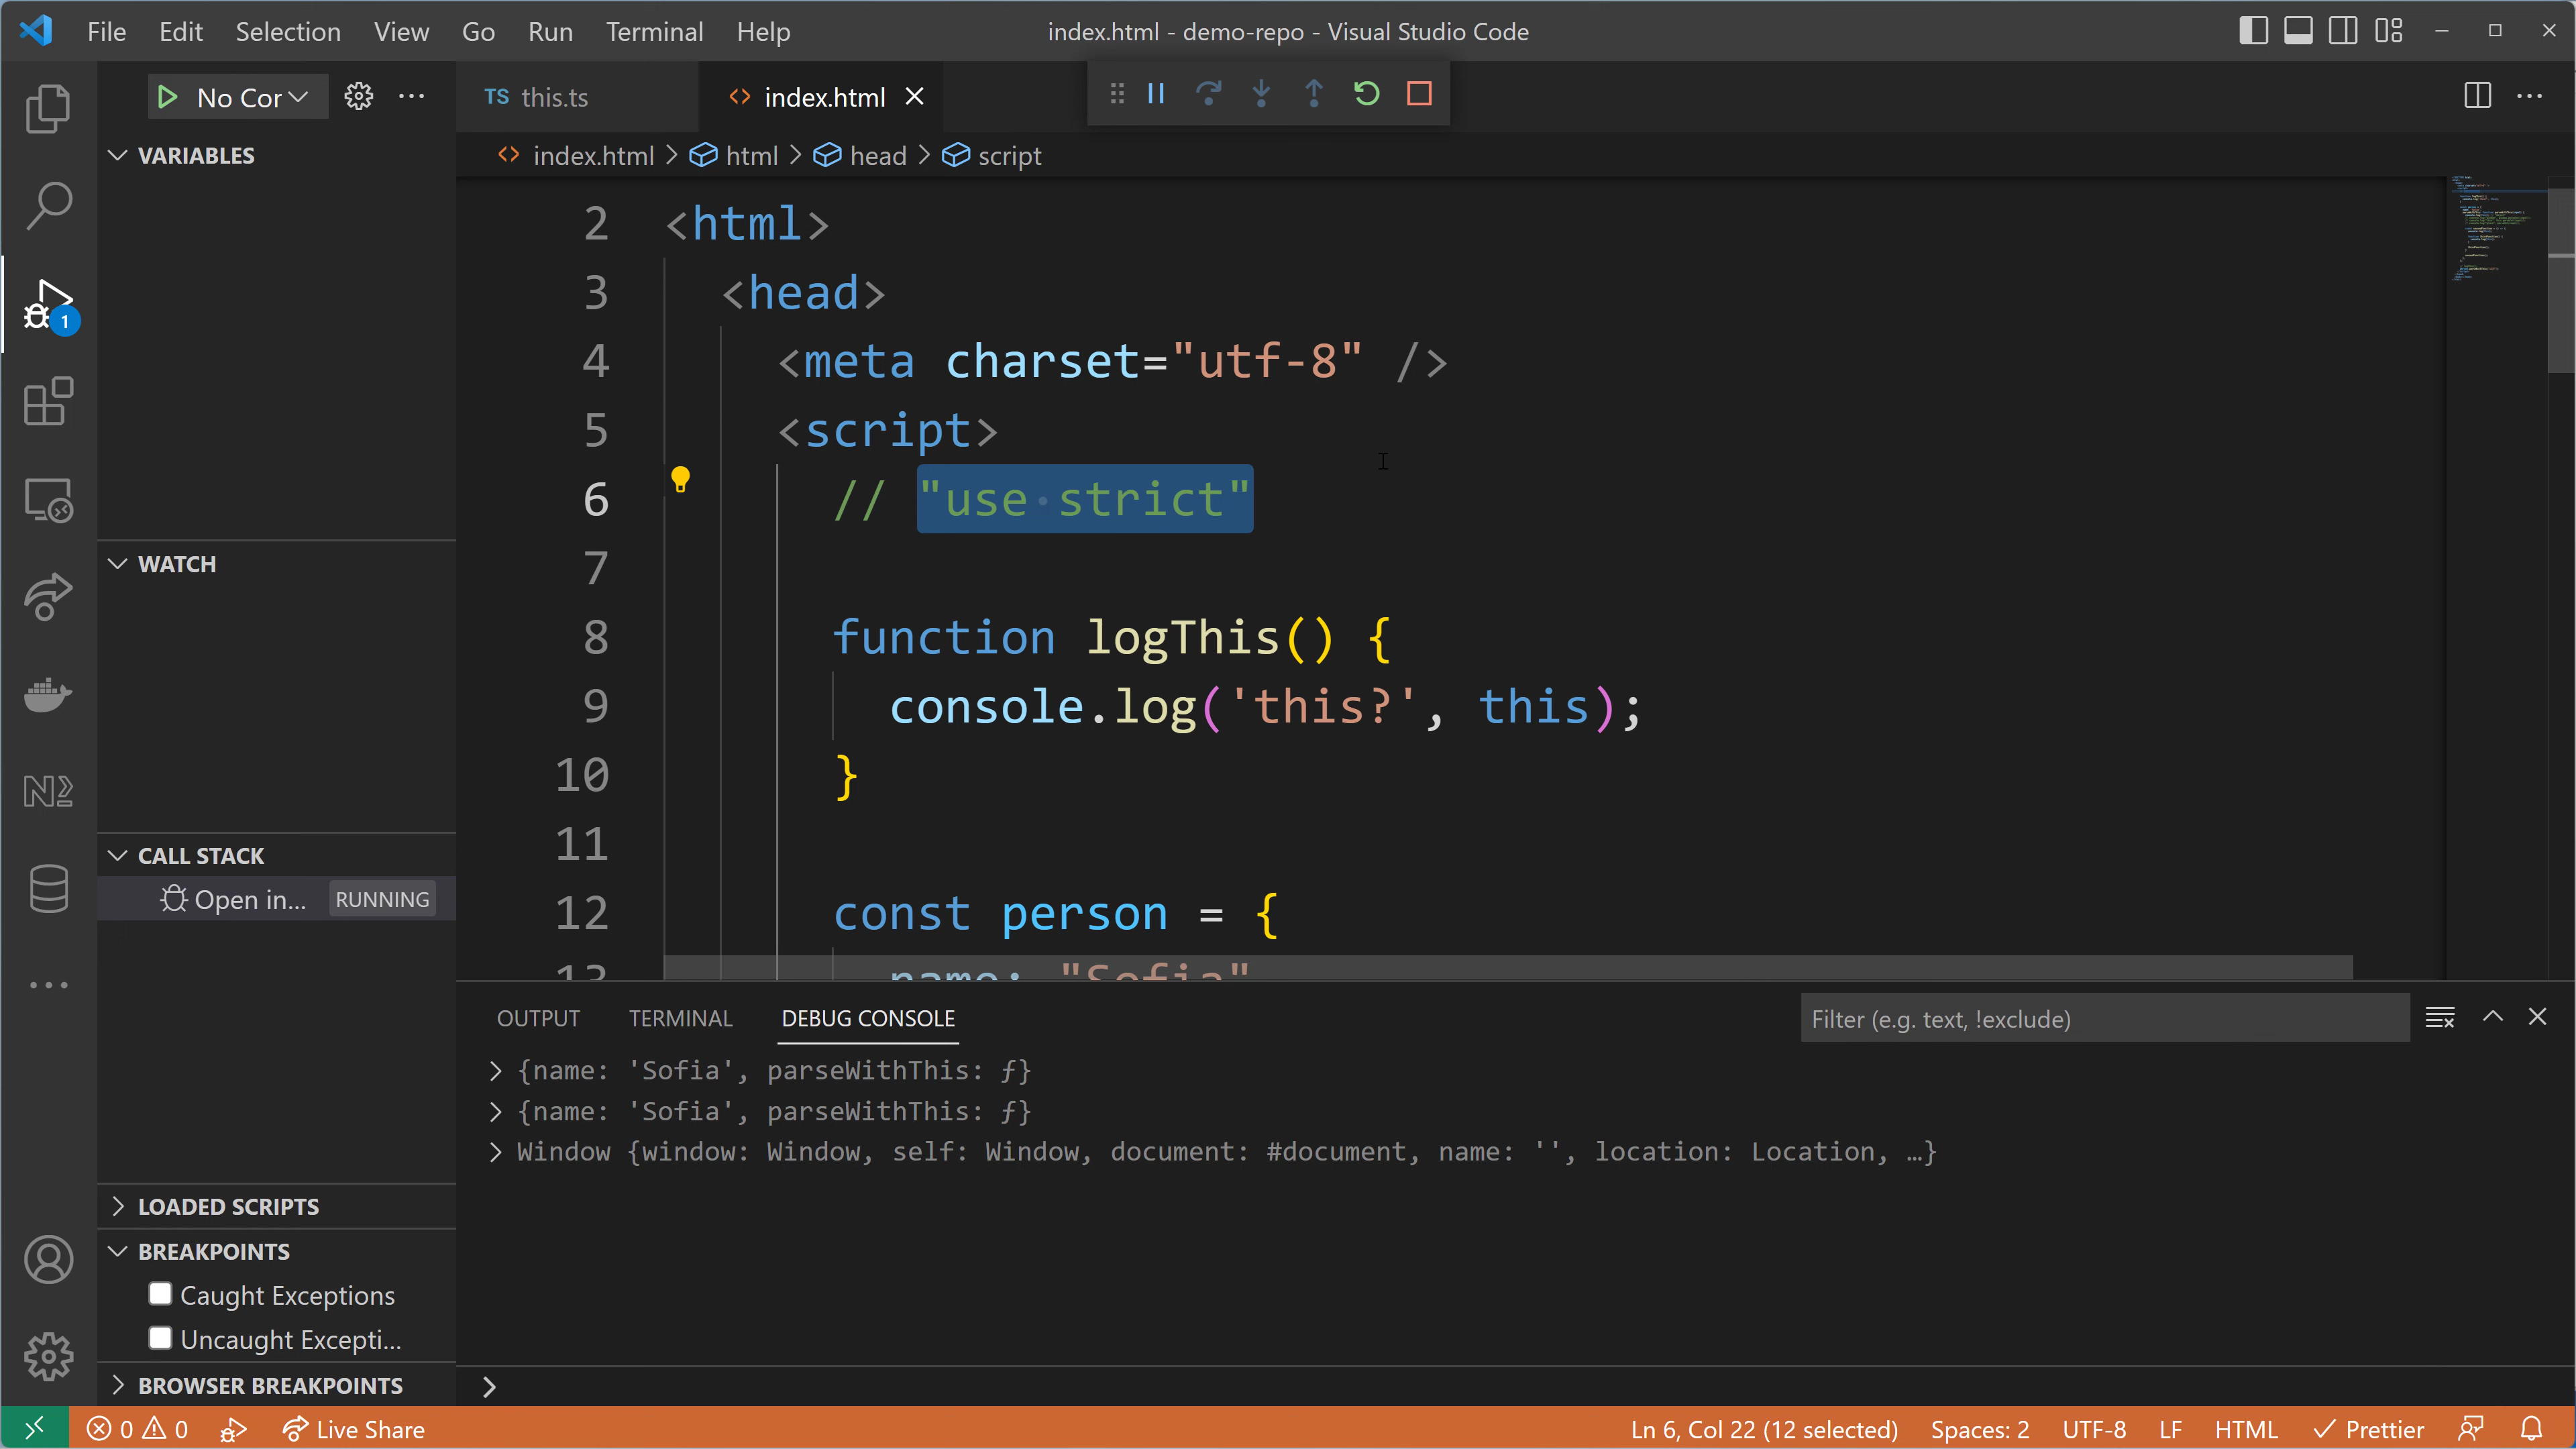 File Edit Selection View Go Run Terminal Help
index.html - demo-repo - Visual Studio Code
No Cor
TS this.ts
index.html
VARIABLES
index.html > html > head > script
2 <html>
3 <head>
4 <meta charset="utf-8" />
5 <script>
6 // "use·strict"
7
8 function logThis() {
9 console.log('this?', this);
10 }
11
12 const person = {
13 name: "Sofia"
1
WATCH
CALL STACK
Open in... RUNNING
LOADED SCRIPTS
BREAKPOINTS
Caught Exceptions
Uncaught Excepti...
BROWSER BREAKPOINTS
OUTPUT TERMINAL DEBUG CONSOLE
Filter (e.g. text, !exclude)
> {name: 'Sofia', parseWithThis: ƒ}
> {name: 'Sofia', parseWithThis: ƒ}
> Window {window: Window, self: Window, document: #document, name: '', location: Location, …}
>
0 0 Live Share
Ln 6, Col 22 (12 selected) Spaces: 2 UTF-8 LF HTML Prettier